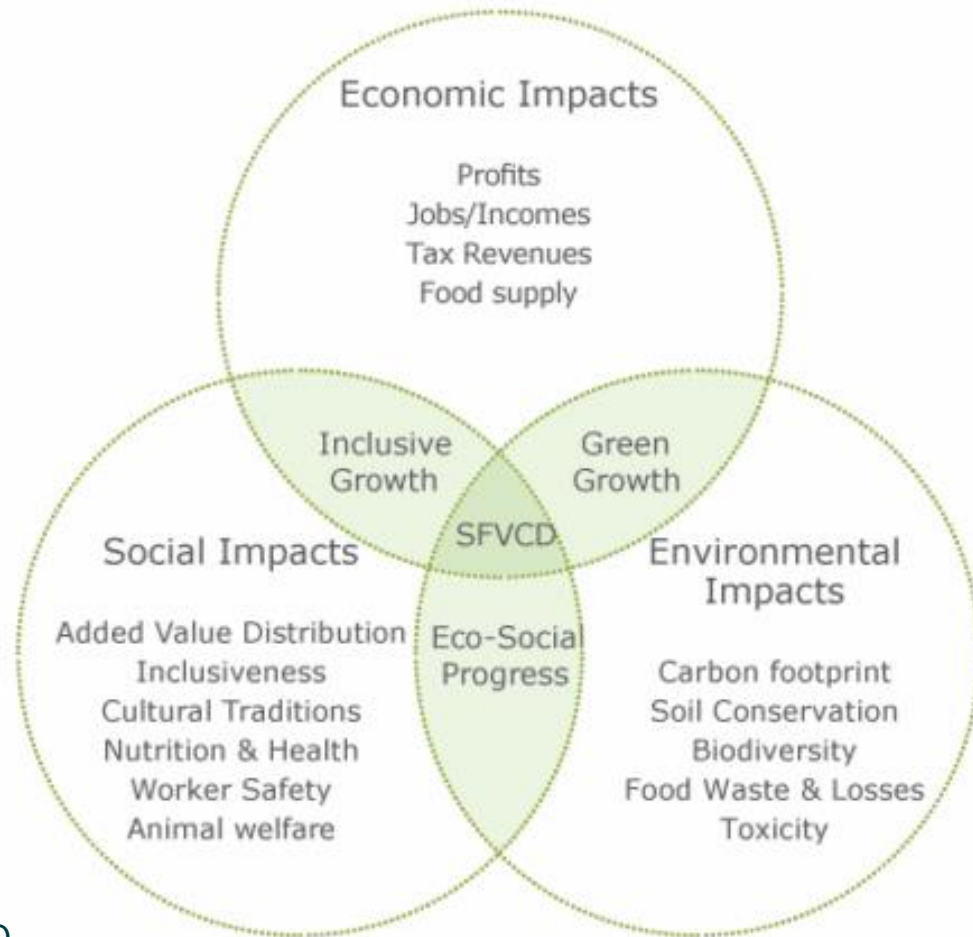 Economic Impacts
Profits
Jobs/Incomes
Tax Revenues
Food supply
Inclusive
Growth
Green
Growth
SFVCD
Social Impacts
Added Value Distribution
Inclusiveness
Cultural Traditions
Nutrition & Health
Worker Safety
Animal welfare
Eco-Social
Progress
Environmental
Impacts
Carbon footprint
Soil Conservation
Biodiversity
Food Waste & Losses
Toxicity